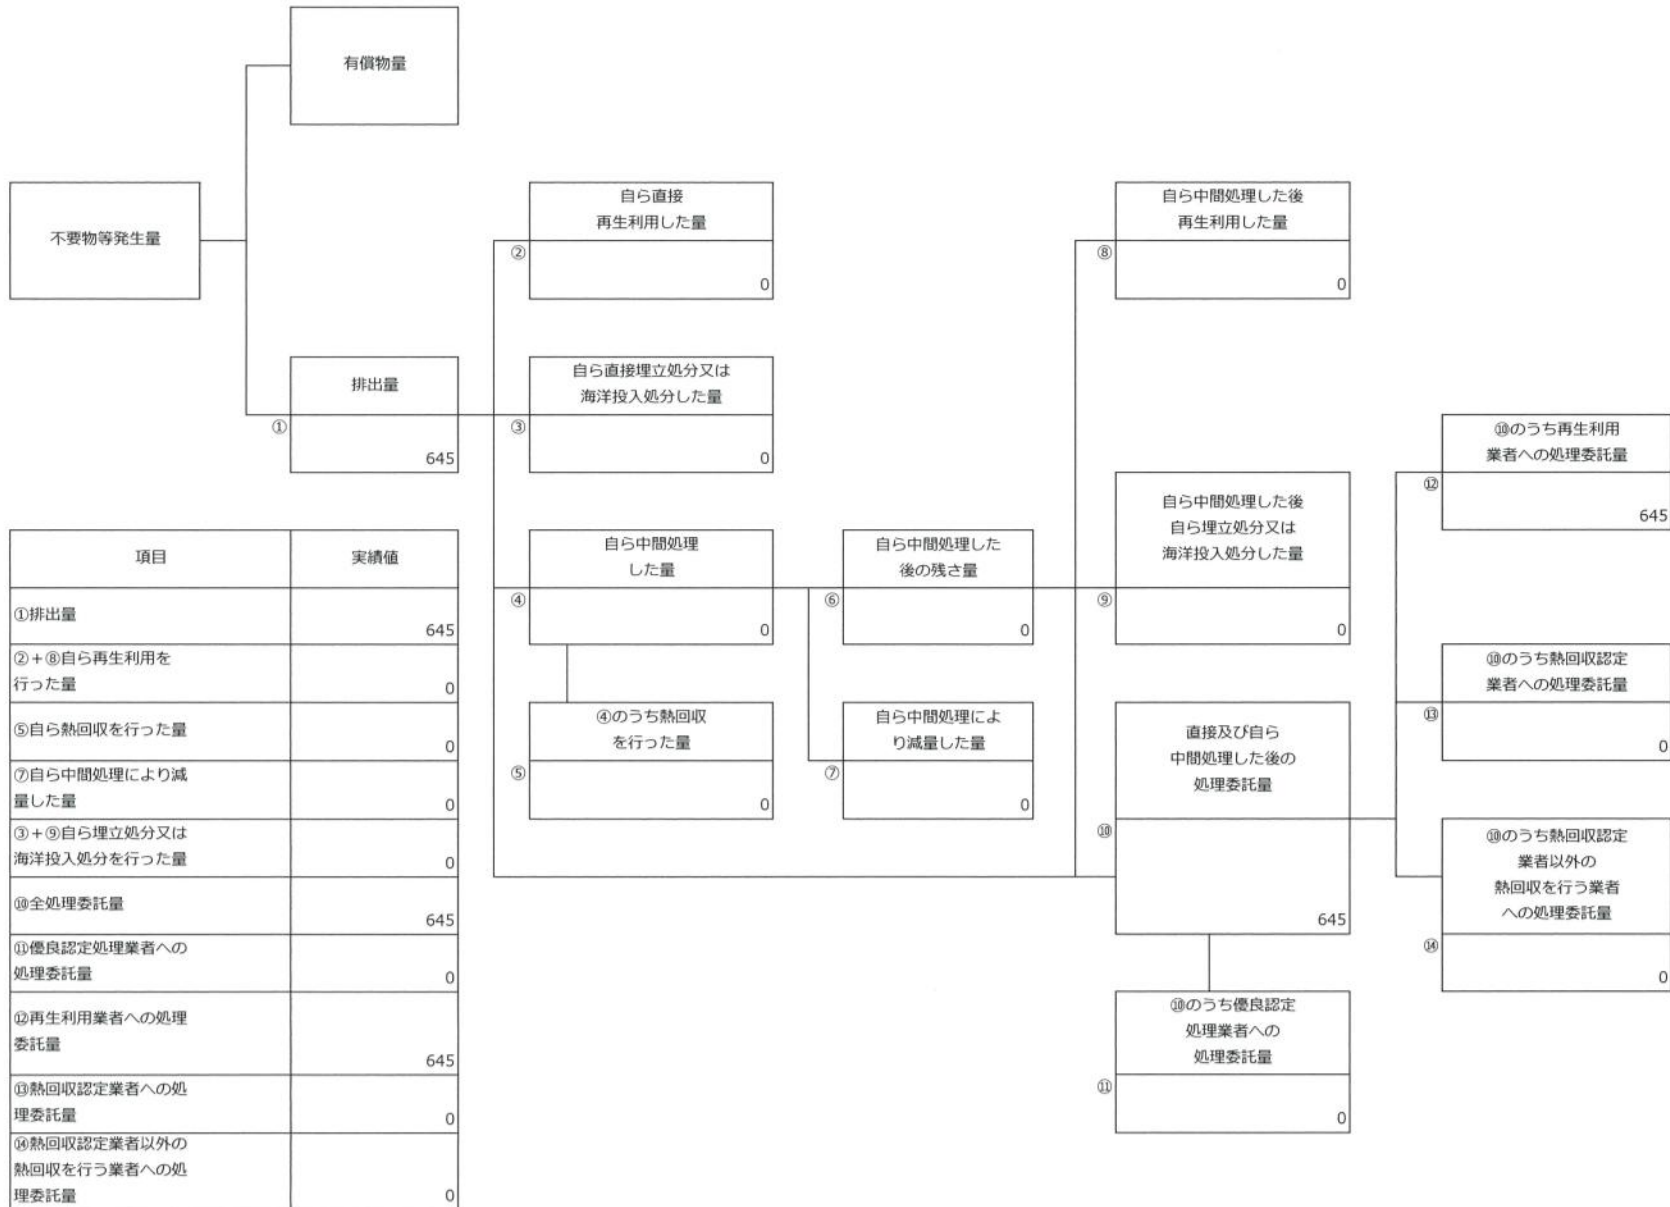 有償物量
不要物等発生量
自ら直接
再生利用した量
②
0
自ら中間処理した後
再生利用した量
⑧
0
排出量
①
645
自ら直接埋立処分又は
海洋投入処分した量
③
0
⑩のうち再生利用
業者への処理委託量
⑫
645
自ら中間処理
した量
④
0
自ら中間処理した
後の残さ量
⑥
0
自ら中間処理した後
自ら埋立処分又は
海洋投入処分した量
⑨
0
⑩のうち熱回収認定
業者への処理委託量
⑬
0
④のうち熱回収
を行った量
⑤
0
自ら中間処理によ
り減量した量
⑦
0
直接及び自ら
中間処理した後の
処理委託量
⑩
645
⑩のうち熱回収認定
業者以外の
熱回収を行う業者
への処理委託量
⑭
0
⑩のうち優良認定
処理業者への
処理委託量
⑪
0
項目 実績値
①排出量
645
②+⑧自ら再生利用を
行った量 0
⑤自ら熱回収を行った量
0
⑦自ら中間処理により減
量した量 0
③+⑨自ら埋立処分又は
海洋投入処分を行った量 0
⑩全処理委託量
645
⑪優良認定処理業者への
処理委託量 0
⑫再生利用業者への処理
委託量
645
⑬熱回収認定業者への処
理委託量 0
⑭熱回収認定業者以外の
熱回収を行う業者への処
理委託量 0